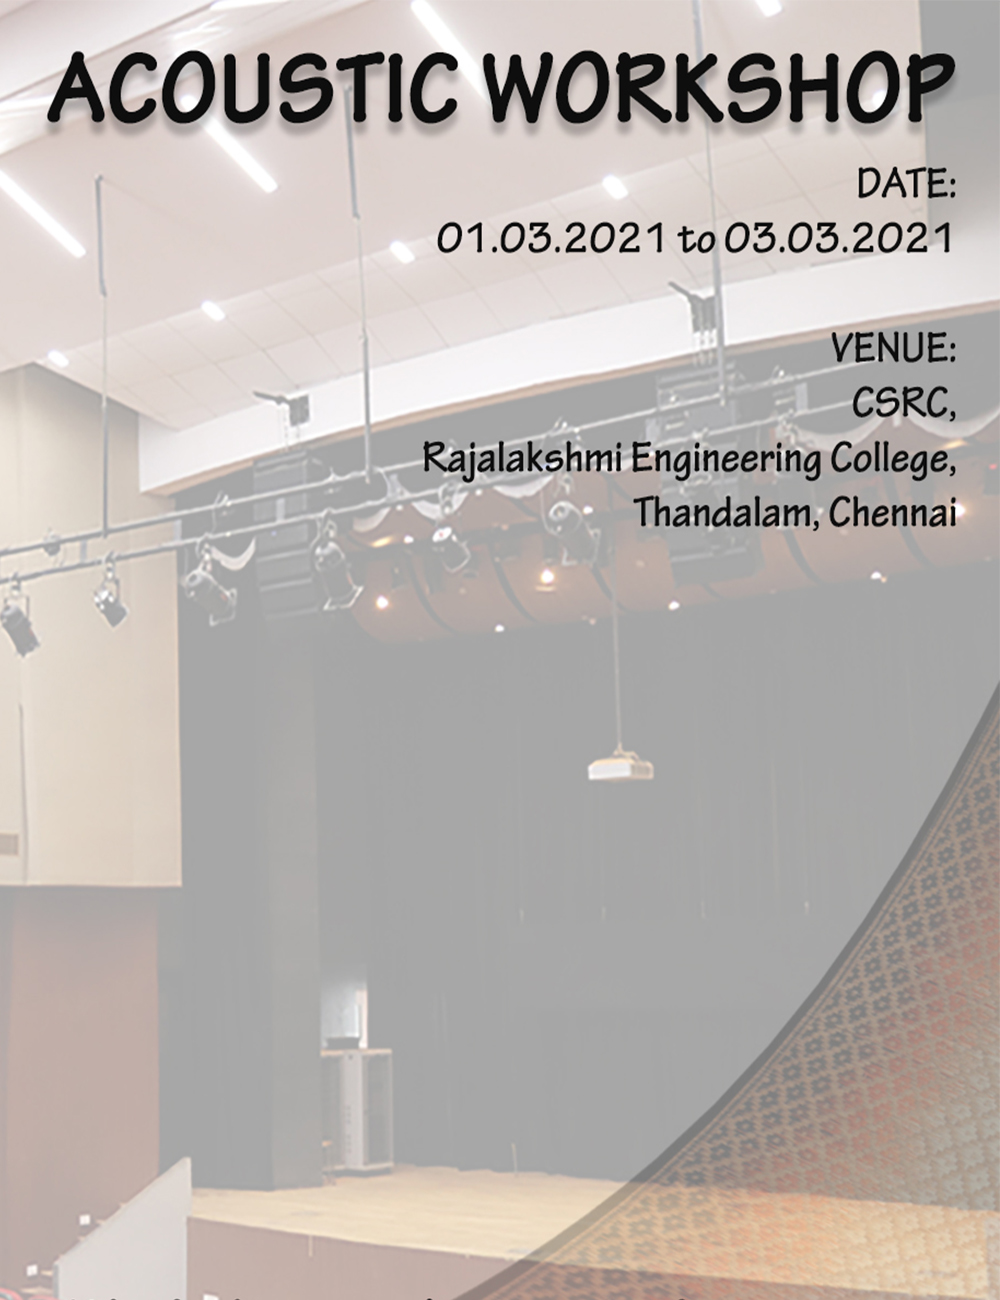 ACOUSTIC WORKSHOP
DATE:
01.03.2021 to 03.03.2021
VENUE:
CSRC,
Rajalakshmi Engineering College,
Thandalam, Chennai